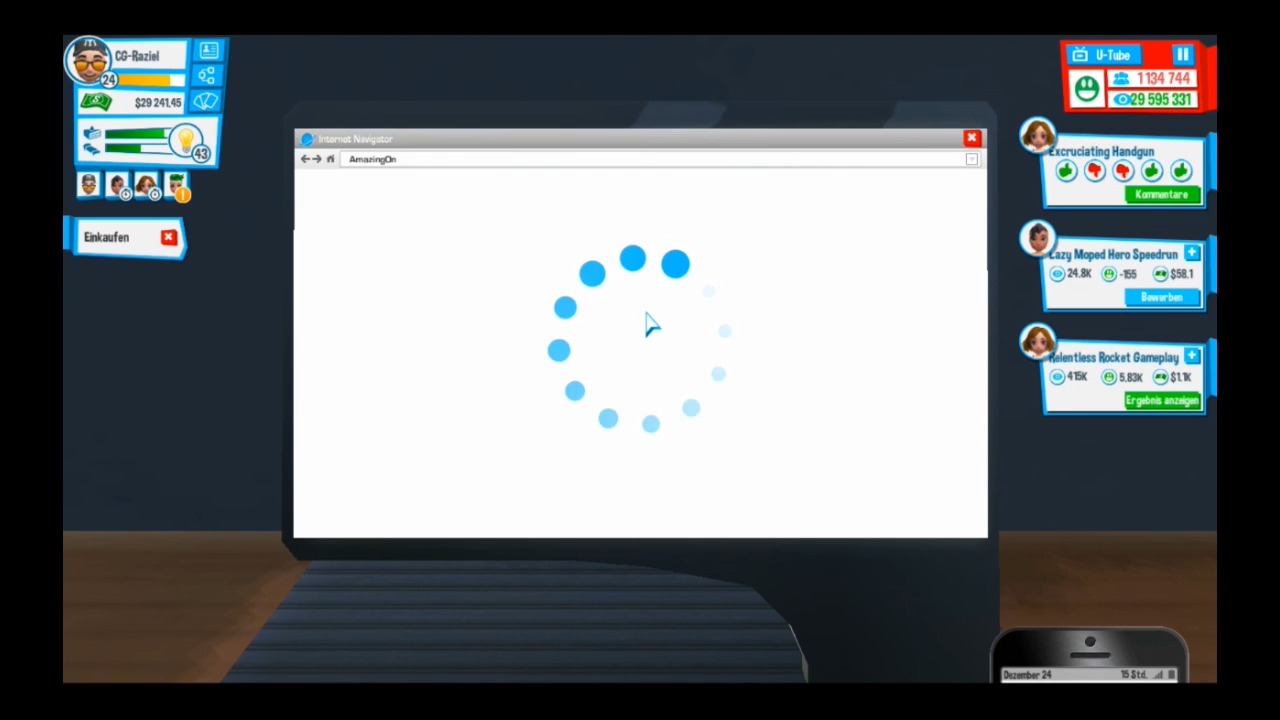 CG-Raziel
24
$29 241,45
43
Einkaufen
Internet Navigator
AmazingOn
U-Tube
1 134 744
29 595 331
Excruciating Handgun
Kommentare
Lazy Moped Hero Speedrun
24.8K -155 $58.1
Bewerben
Relentless Rocket Gameplay
415K 5.83K $1.1K
Ergebnis anzeigen
Dezember 24 15 Std.